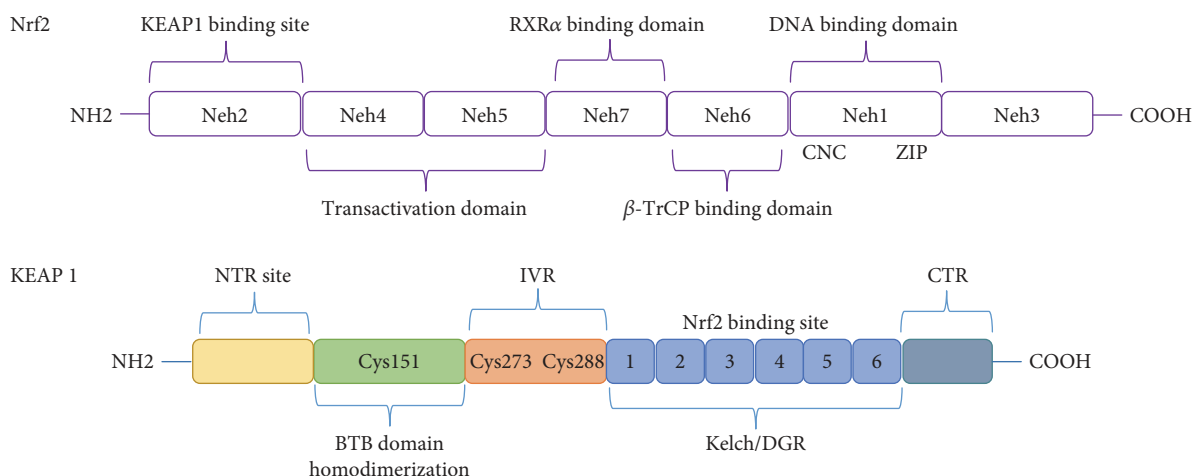 Nrf2
KEAP1 binding site
RXRα binding domain
DNA binding domain
NH2
Neh2
Neh4
Neh5
Neh7
Neh6
Neh1
Neh3
COOH
CNC
ZIP
Transactivation domain
β-TrCP binding domain
KEAP 1
NTR site
IVR
CTR
Nrf2 binding site
NH2
Cys151
Cys273
Cys288
1
2
3
4
5
6
COOH
BTB domain
homodimerization
Kelch/DGR